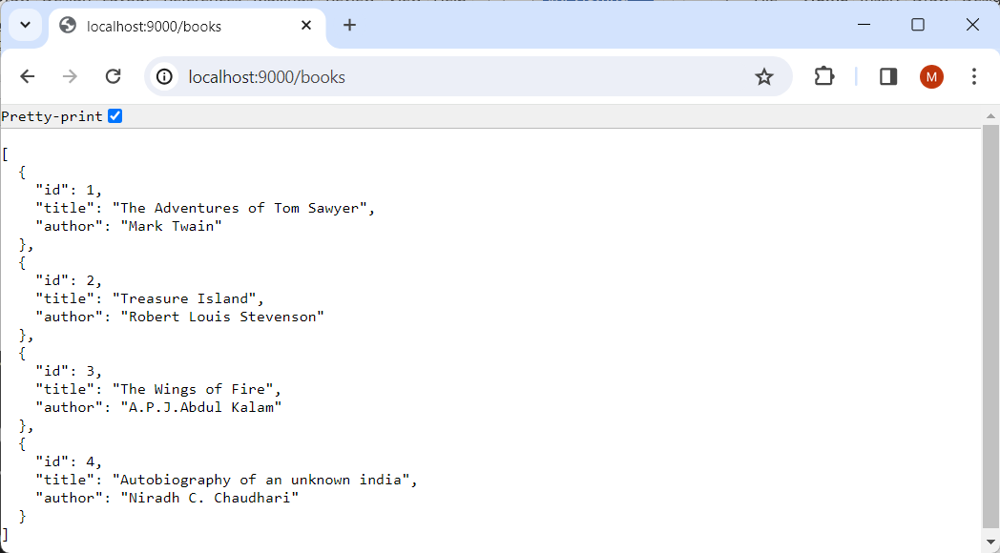 localhost:9000/books
localhost:9000/books
M
Pretty-print
[
  {
    "id": 1,
    "title": "The Adventures of Tom Sawyer",
    "author": "Mark Twain"
  },
  {
    "id": 2,
    "title": "Treasure Island",
    "author": "Robert Louis Stevenson"
  },
  {
    "id": 3,
    "title": "The Wings of Fire",
    "author": "A.P.J.Abdul Kalam"
  },
  {
    "id": 4,
    "title": "Autobiography of an unknown india",
    "author": "Niradh C. Chaudhari"
  }
]